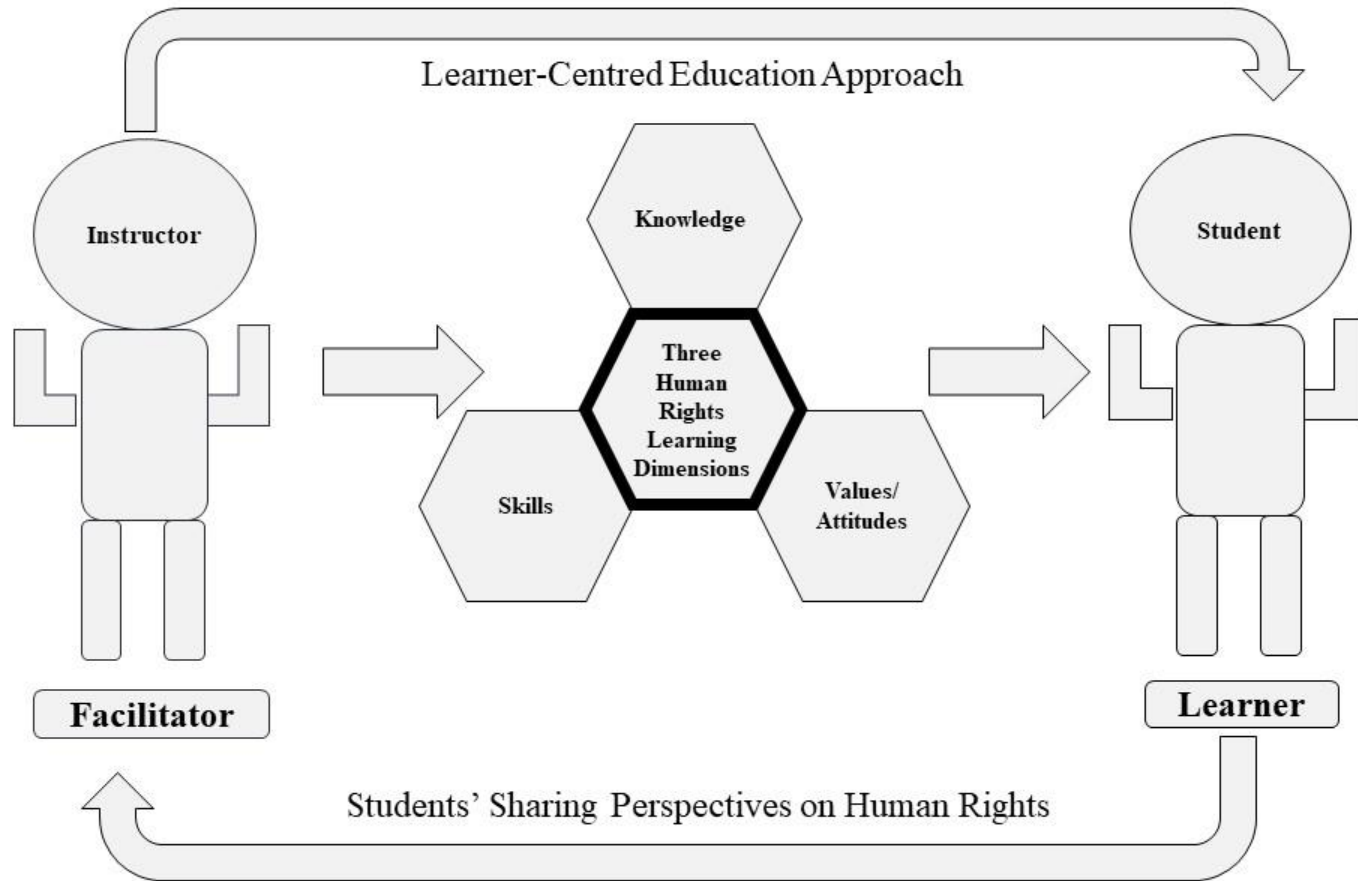 Learner-Centred Education Approach
Instructor
Knowledge
Student
Three
Human
Rights
Learning
Dimensions
Skills
Values/
Attitudes
Facilitator
Learner
Students’ Sharing Perspectives on Human Rights